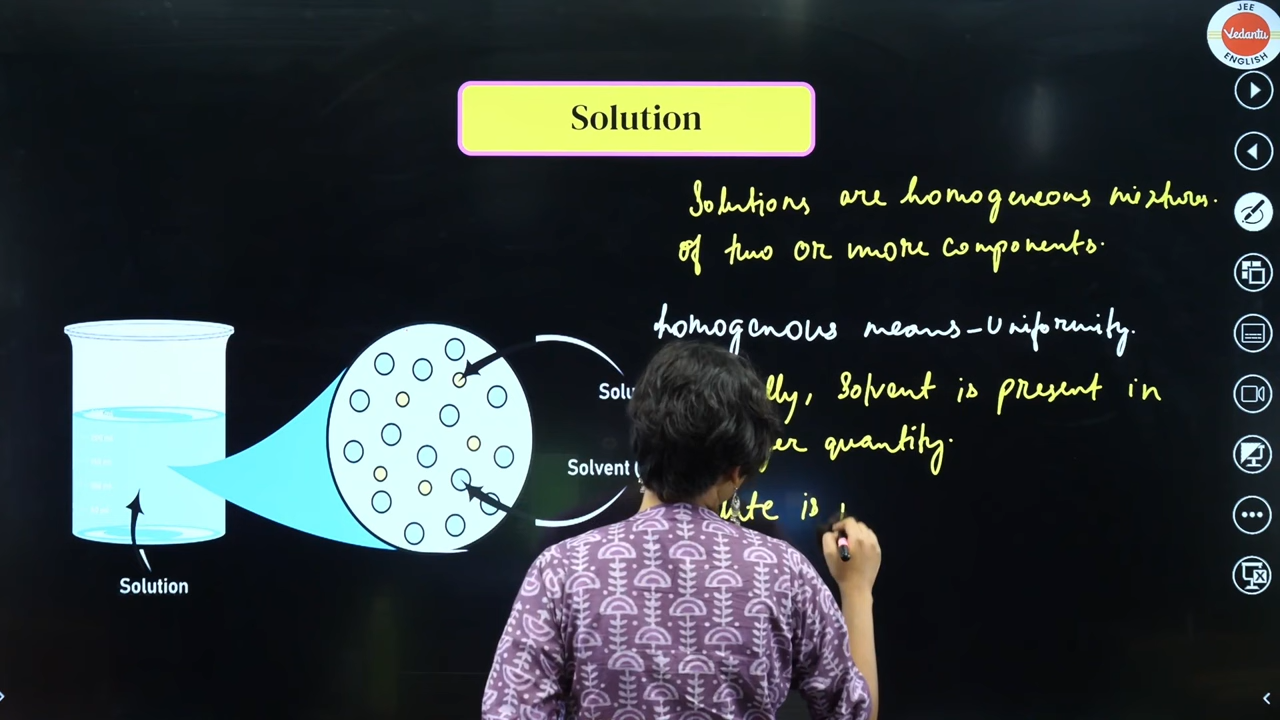 JEE
Vedantu
ENGLISH
Solution
Solutions are homogeneous mixtures.
of two or more components.
homogenous means-Uniformity.
Solvent is present in
quantity.
is
Solvent
Solution